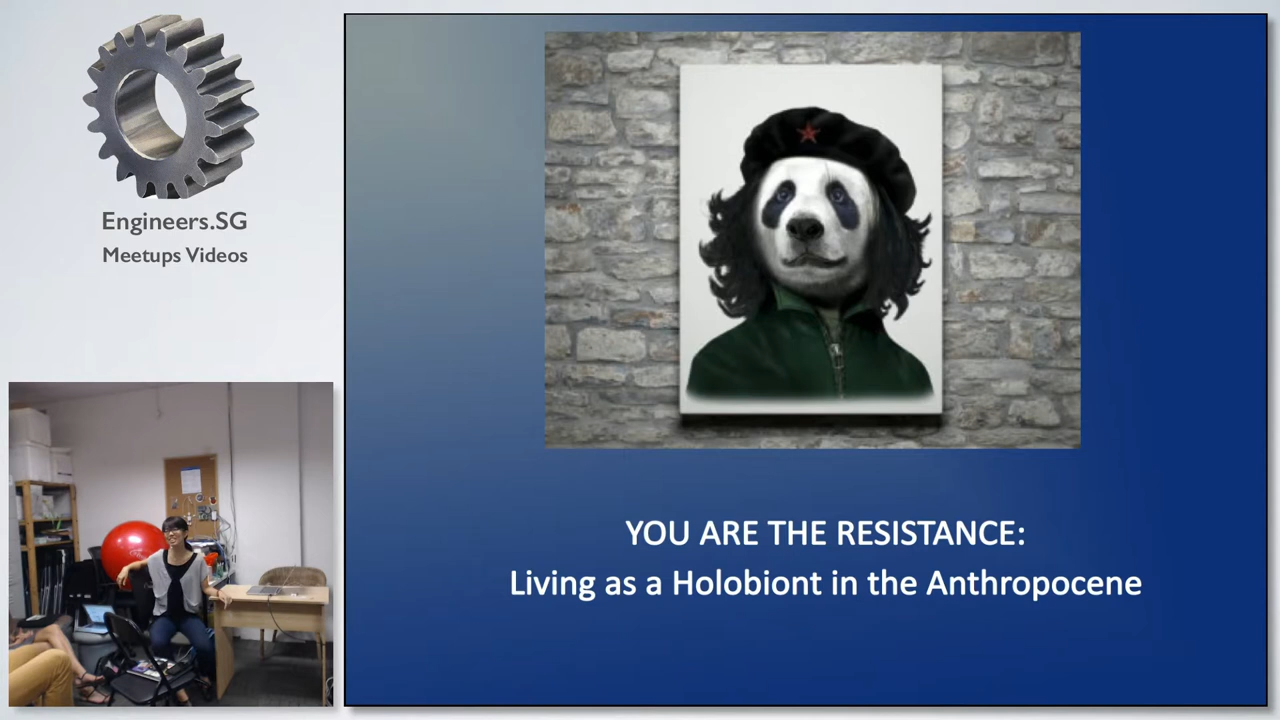 Engineers.SG
Meetups Videos
YOU ARE THE RESISTANCE:
Living as a Holobiont in the Anthropocene